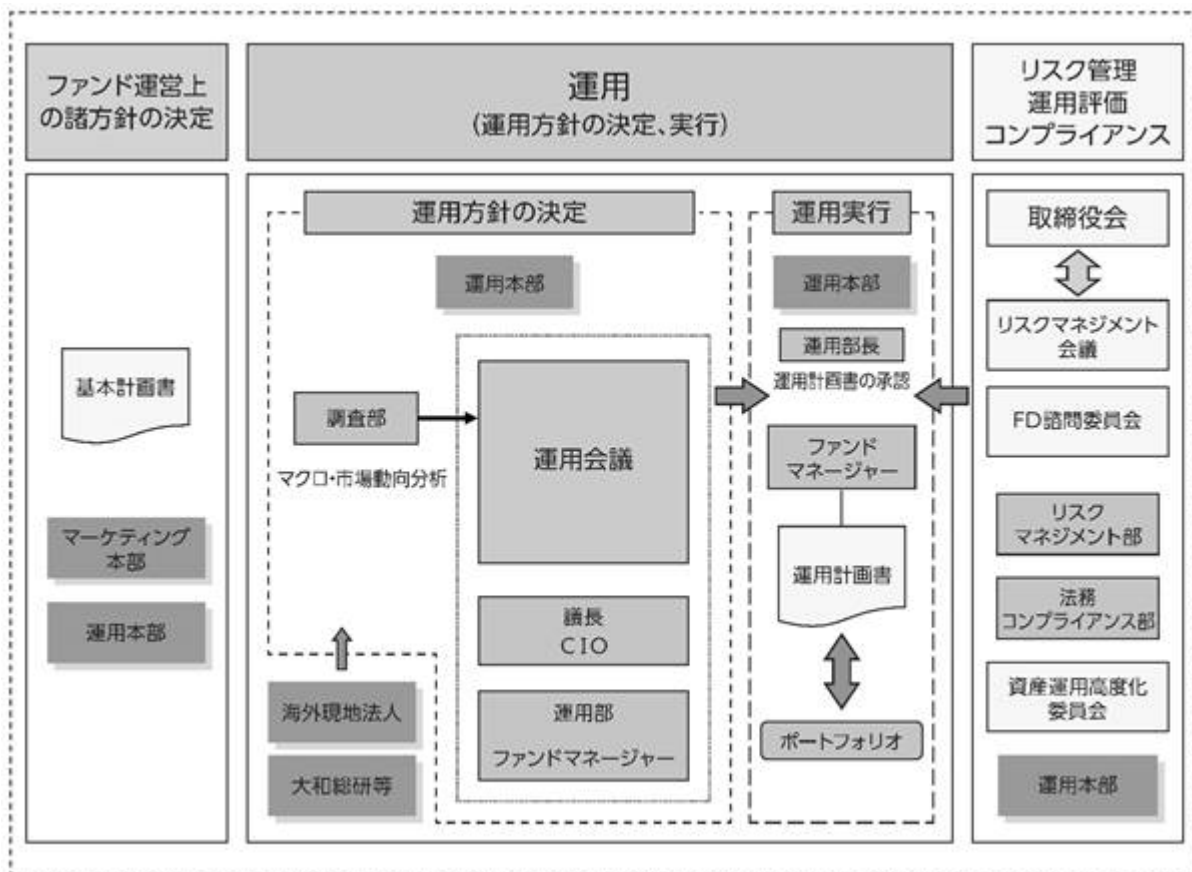 ファンド運営上
の諸方針の決定
運用
(運用方針の決定、実行)
リスク管理
運用評価
コンプライアンス
基本計画書
マーケティング
本部
運用本部
運用方針の決定
運用本部
調査部
マクロ・市場動向分析
運用会議
議長
CIO
運用部
ファンドマネージャー
海外現地法人
大和総研等
運用実行
運用本部
運用部長
運用計画書の承認
ファンド
マネージャー
運用計画書
ポートフォリオ
取締役会
リスクマネジメント
会議
FD諮問委員会
リスク
マネジメント部
法務
コンプライアンス部
資産運用高度化
委員会
運用本部